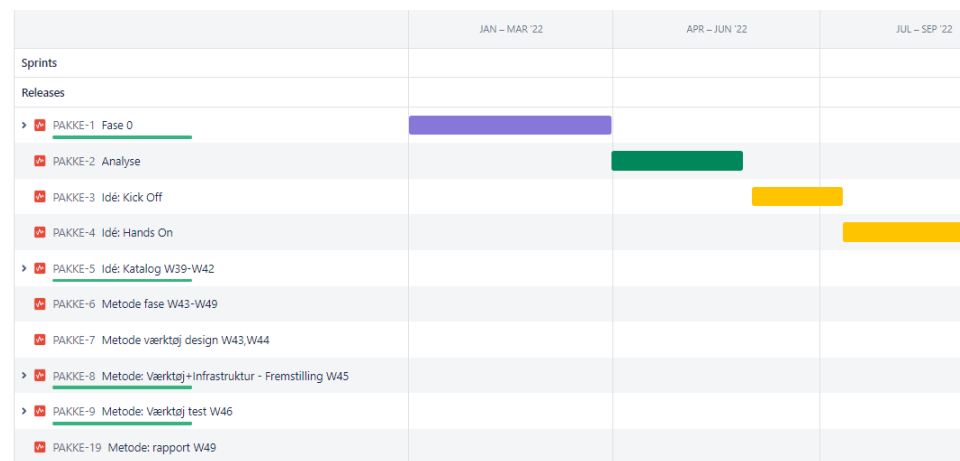 JAN – MAR '22 APR – JUN '22 JUL – SEP '22
Sprints
Releases
PAKKE-1 Fase 0
PAKKE-2 Analyse
PAKKE-3 Idé: Kick Off
PAKKE-4 Idé: Hands On
PAKKE-5 Idé: Katalog W39-W42
PAKKE-6 Metode fase W43-W49
PAKKE-7 Metode værktøj design W43,W44
PAKKE-8 Metode: Værktøj+Infrastruktur - Fremstilling W45
PAKKE-9 Metode: Værktøj test W46
PAKKE-19 Metode: rapport W49